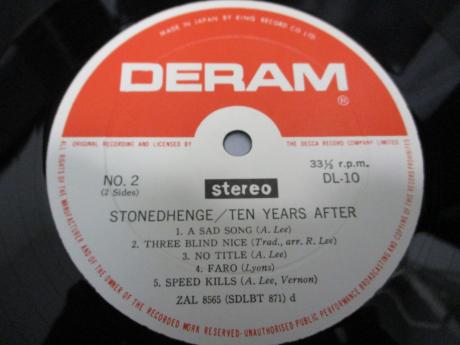 MADE IN JAPAN BY KING RECORD CO LTD.
DERAM
®
ORIGINAL RECORDING AND LICENSED BY THE DECCA RECORD COMPANY LIMITED
NO. 2
(2 Sides)
stereo
33⅓ r.p.m.
DL-10
STONEDHENGE/TEN YEARS AFTER
1. A SAD SONG (A. Lee)
2. THREE BLIND NICE (Trad., arr. R. Lee)
3. NO TITLE (A. Lee)
4. FARO (Lyons)
5. SPEED KILLS (A. Lee, Vernon)
ZAL 8565 (SDLBT 871) d
ALL RIGHTS OF THE MANUFACTURER AND OF THE OWNER OF THE RECORDED WORK RESERVED-UNAUTHORISED PUBLIC PERFORMANCE BROADCASTING AND COPYING OF THIS RECORD PROHIBITED